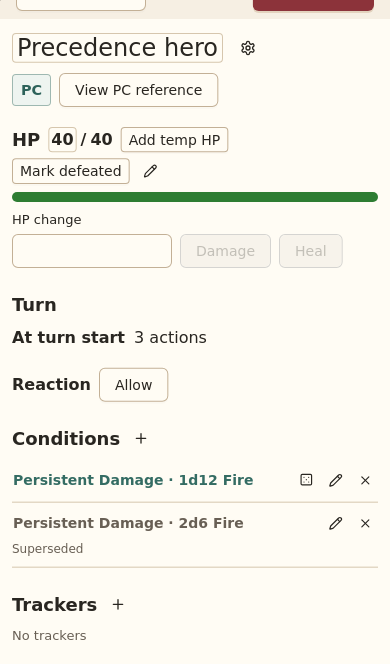 Precedence hero
PC View PC reference
HP 40 / 40 Add temp HP
Mark defeated
HP change
Damage Heal
Turn
At turn start 3 actions
Reaction Allow
Conditions +
Persistent Damage · 1d12 Fire
Persistent Damage · 2d6 Fire
Superseded
Trackers +
No trackers